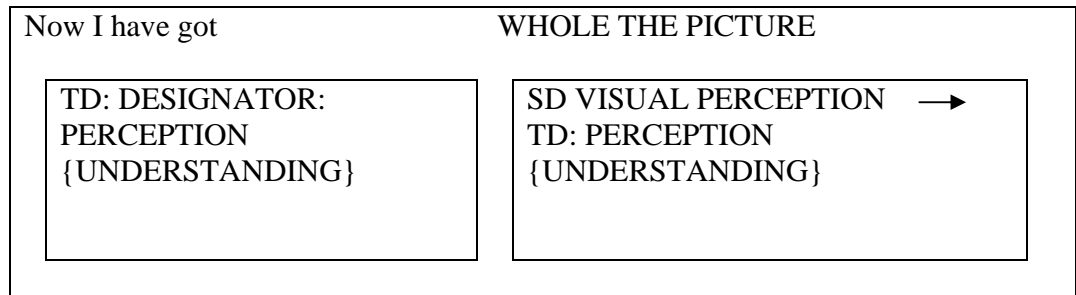 Now I have got WHOLE THE PICTURE
TD: DESIGNATOR:
PERCEPTION
{UNDERSTANDING}
SD VISUAL PERCEPTION →
TD: PERCEPTION
{UNDERSTANDING}